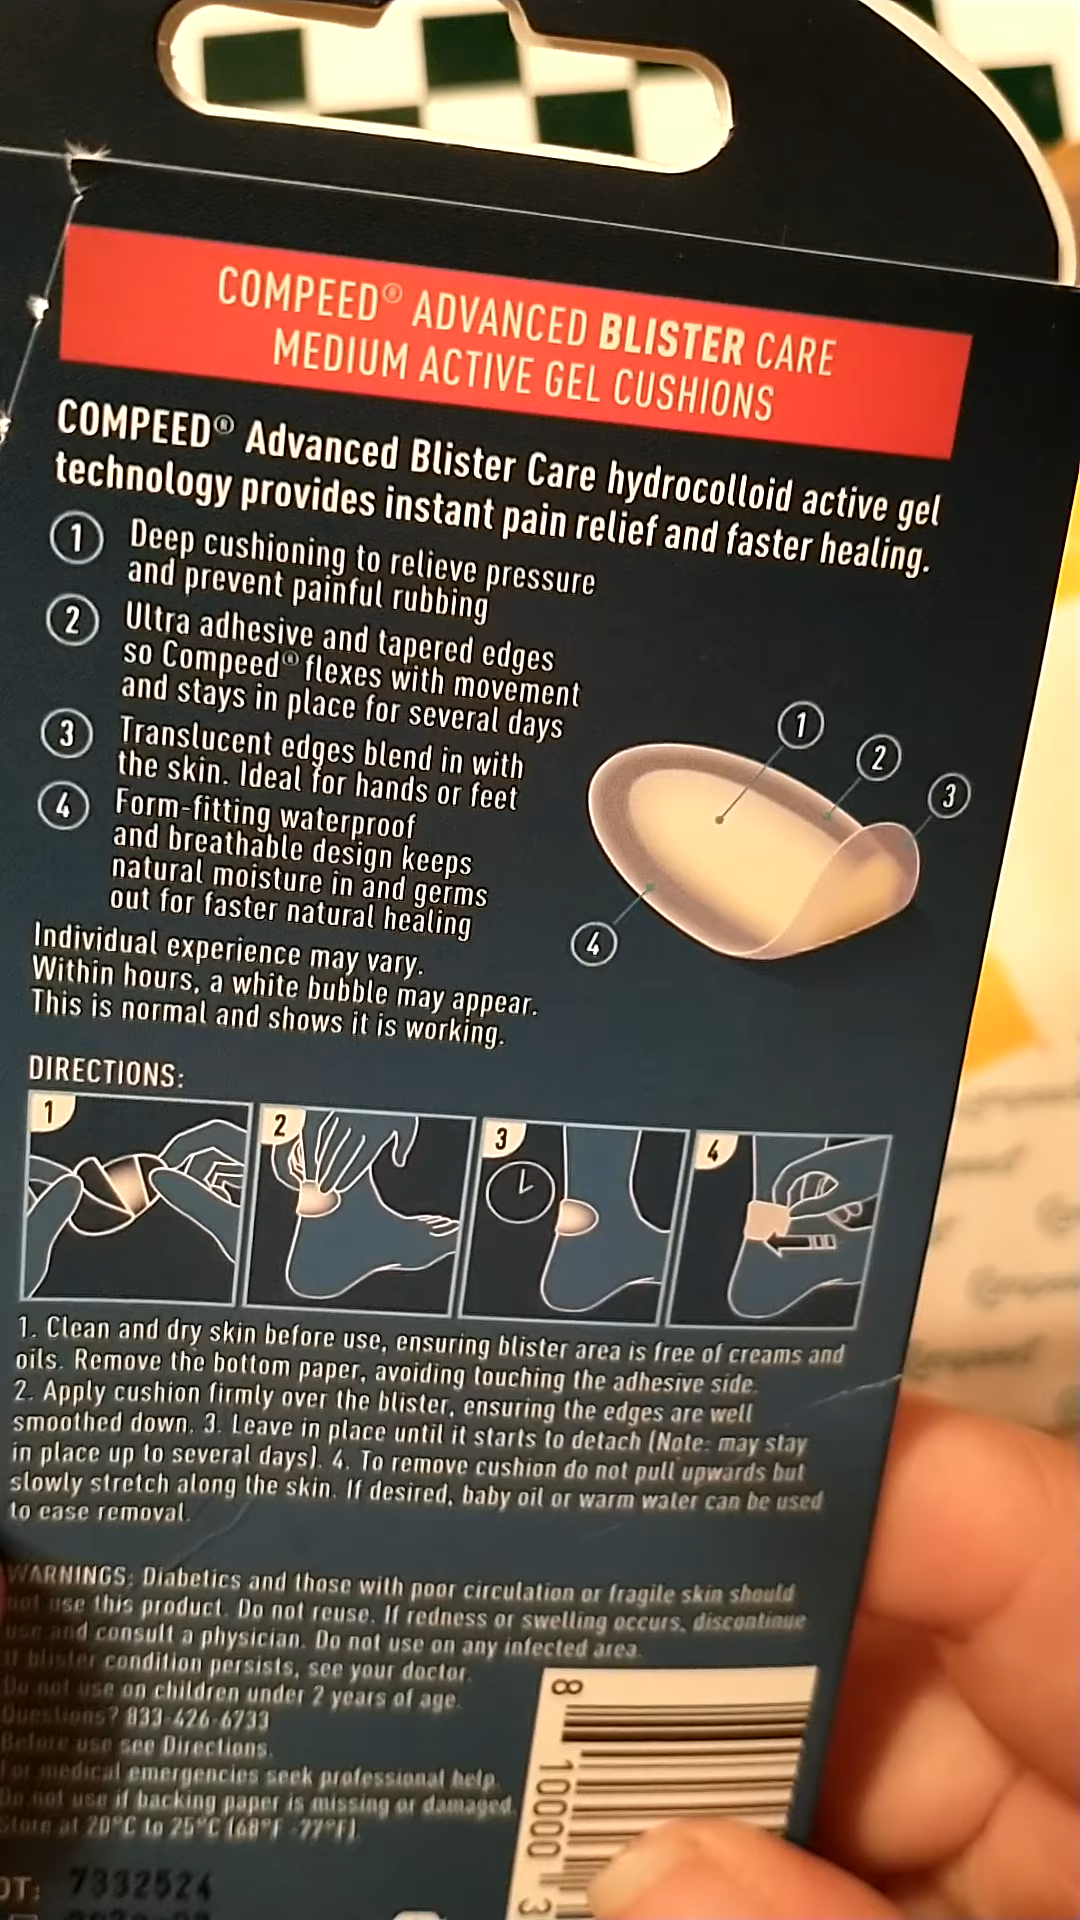 COMPEED® ADVANCED BLISTER CARE
MEDIUM ACTIVE GEL CUSHIONS
COMPEED® Advanced Blister Care hydrocolloid active gel
technology provides instant pain relief and faster healing.
1 Deep cushioning to relieve pressure
and prevent painful rubbing
2 Ultra adhesive and tapered edges
so Compeed® flexes with movement
and stays in place for several days
3 Translucent edges blend in with
the skin. Ideal for hands or feet
4 Form-fitting waterproof
and breathable design keeps
natural moisture in and germs
out for faster natural healing
1
2
3
4
Individual experience may vary.
Within hours, a white bubble may appear.
This is normal and shows it is working.
DIRECTIONS:
1 2 3 4
1. Clean and dry skin before use, ensuring blister area is free of creams and
oils. Remove the bottom paper, avoiding touching the adhesive side.
2. Apply cushion firmly over the blister, ensuring the edges are well
smoothed down. 3. Leave in place until it starts to detach (Note: may stay
in place up to several days). 4. To remove cushion do not pull upwards but
slowly stretch along the skin. If desired, baby oil or warm water can be used
to ease removal.
WARNINGS: Diabetics and those with poor circulation or fragile skin should
not use this product. Do not reuse. If redness or swelling occurs, discontinue
use and consult a physician. Do not use on any infected area.
If blister condition persists, see your doctor.
Do not use on children under 2 years of age.
Questions? 833-426-6733
Before use see Directions.
For medical emergencies seek professional help.
Do not use if backing paper is missing or damaged.
Store at 20°C to 25°C (68°F -77°F)
8 10000 3
OT: 7332524